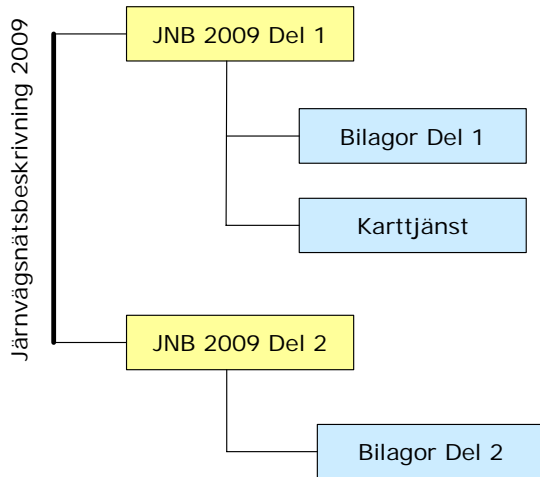 Järnvägsnätsbeskrivning 2009
JNB 2009 Del 1
Bilagor Del 1
Karttjänst
JNB 2009 Del 2
Bilagor Del 2